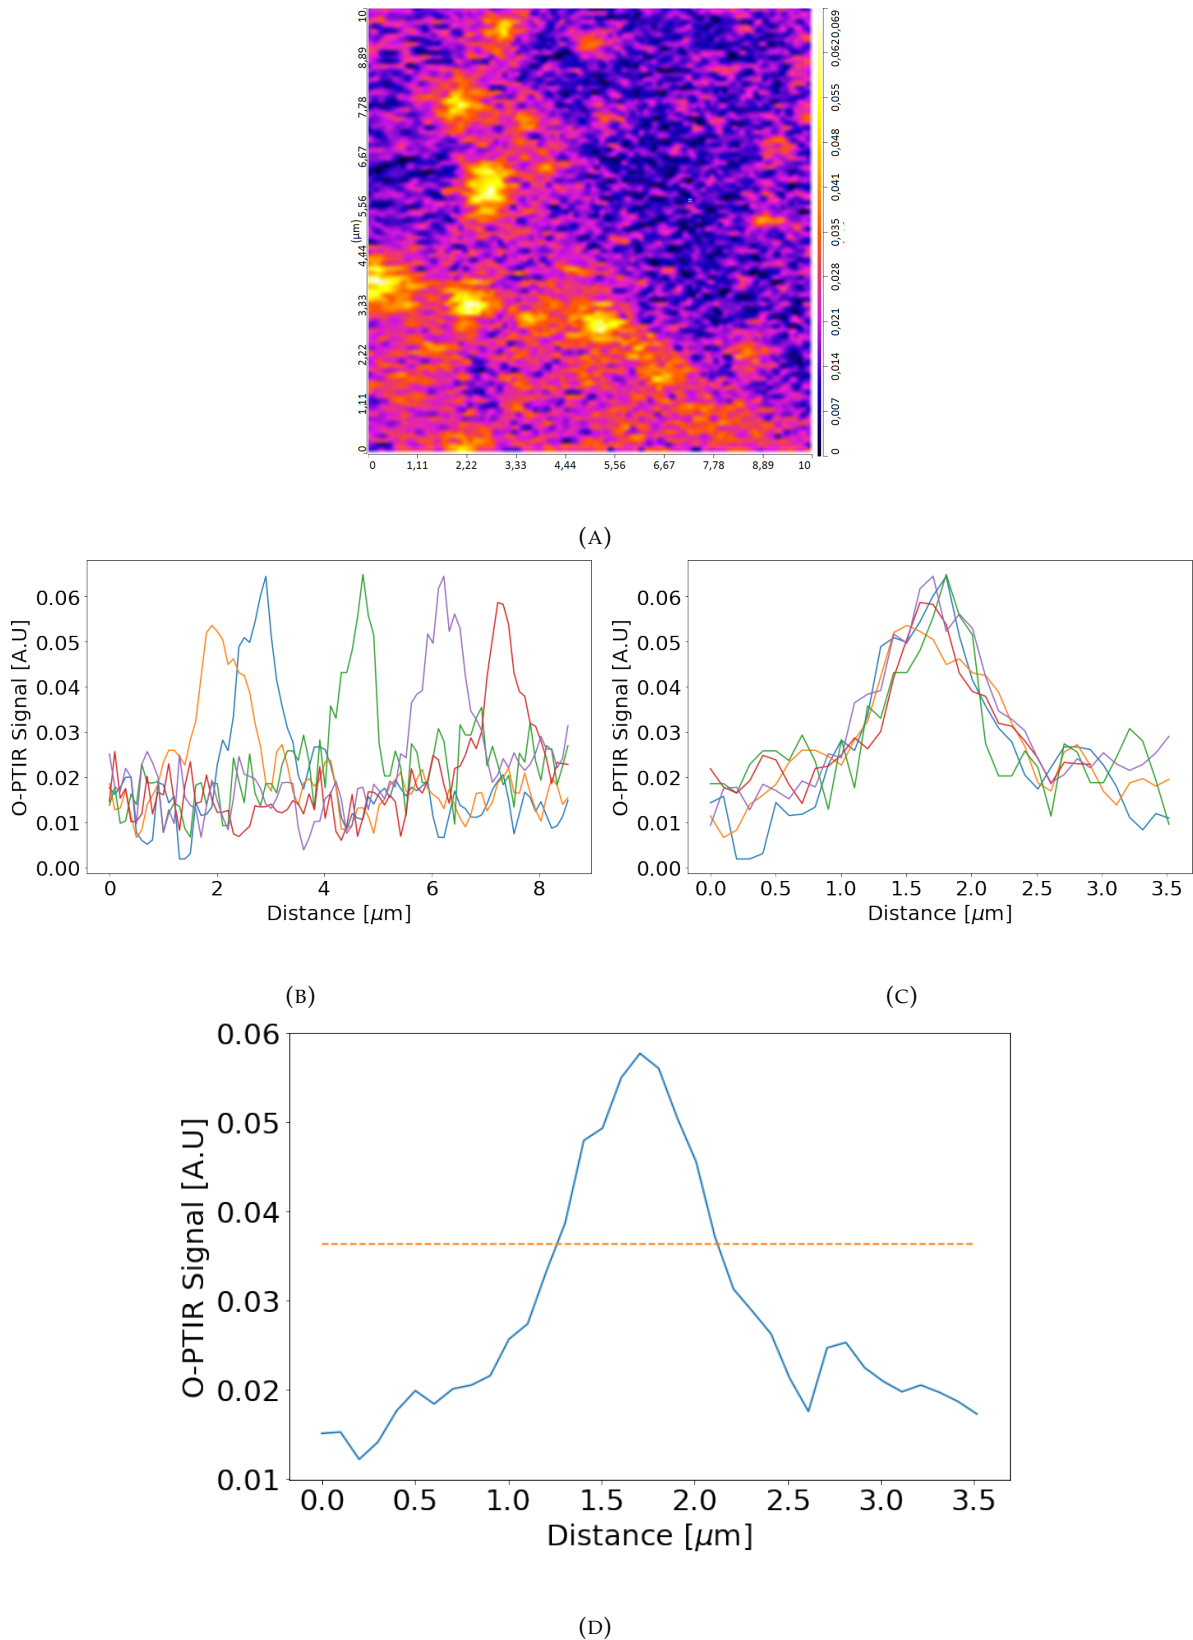 10
8,89
7,78
6,67
5,56
(μm)
4,44
3,33
2,22
1,11
0
0 1,11 2,22 3,33 4,44 5,56 6,67 7,78 8,89 10
0,069
0,062
0,055
0,048
0,041
0,035
0,028
0,021
0,014
0,007
0
(A)
O-PTIR Signal [A.U]
0.06
0.05
0.04
0.03
0.02
0.01
0.00
0 2 4 6 8
Distance [μm]
(B)
O-PTIR Signal [A.U]
0.06
0.05
0.04
0.03
0.02
0.01
0.00
0.0 0.5 1.0 1.5 2.0 2.5 3.0 3.5
Distance [μm]
(C)
O-PTIR Signal [A.U]
0.06
0.05
0.04
0.03
0.02
0.01
0.0 0.5 1.0 1.5 2.0 2.5 3.0 3.5
Distance [μm]
(D)